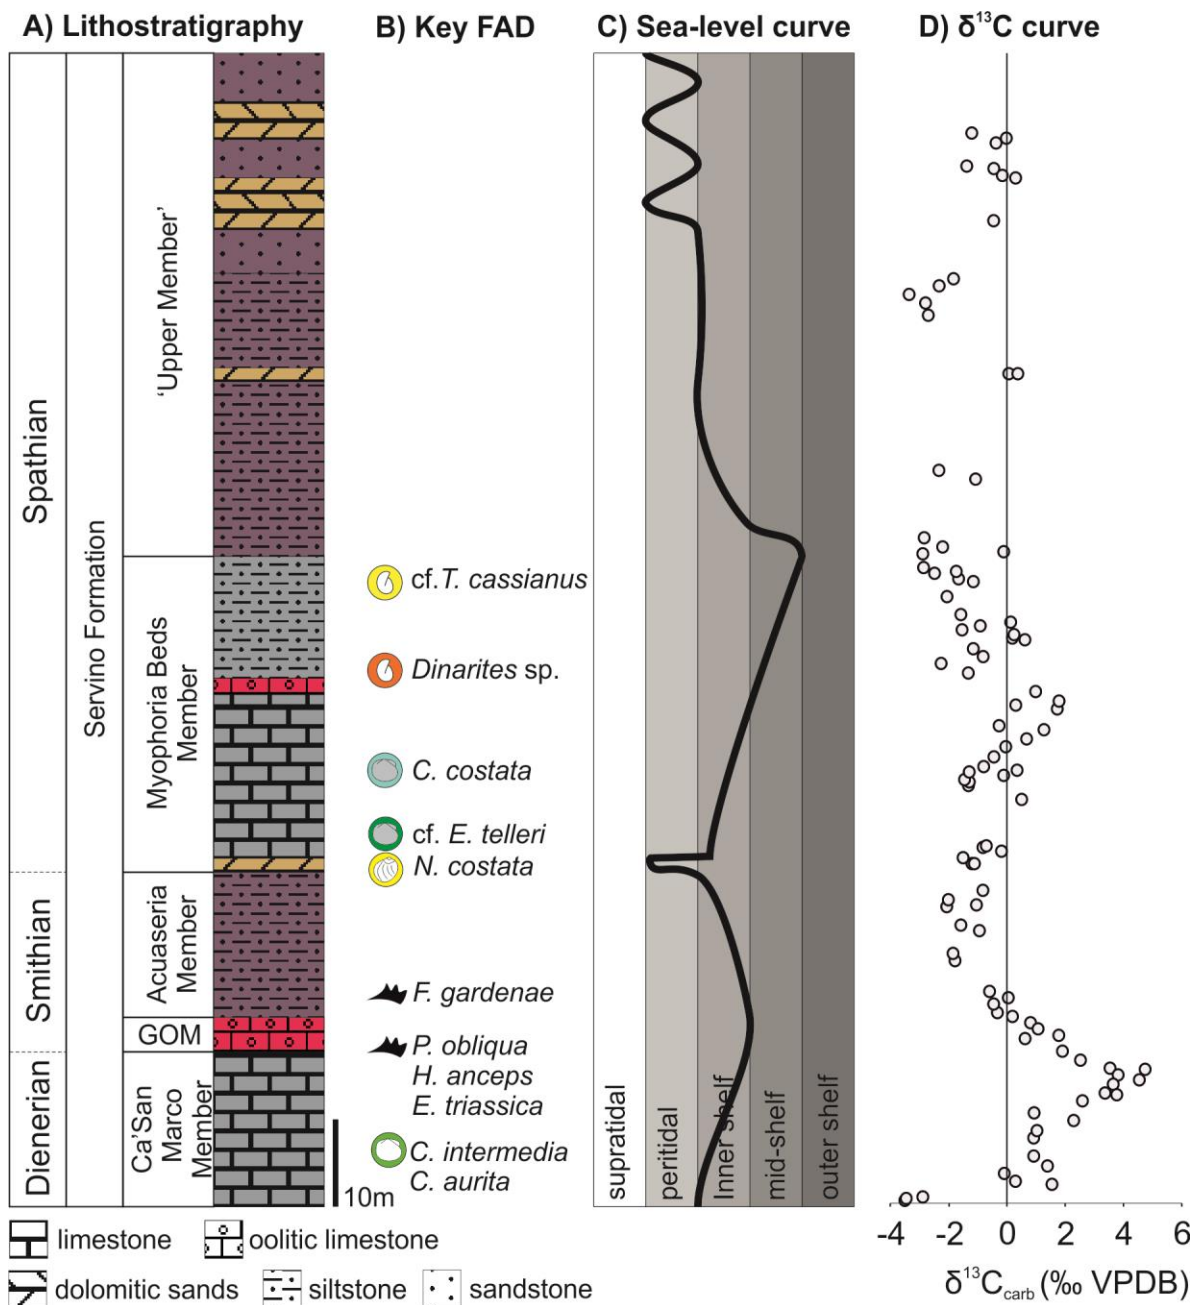 A) Lithostratigraphy
B) Key FAD
C) Sea-level curve
D) δ¹³C curve
Spathian
Smithian
Dienerian
Servino Formation
'Upper Member'
Myophoria Beds
Member
Acuaseria
Member
GOM
Ca'San
Marco
Member
cf.T. cassianus
Dinarites sp.
C. costata
cf. E. telleri
N. costata
F. gardenae
P. obliqua
H. anceps
E. triassica
C. intermedia
C. aurita
10m
supratidal
peritidal
Inner shelf
mid-shelf
outer shelf
-4 -2 0 2 4 6
δ¹³Ccarb (‰ VPDB)
limestone
oolitic limestone
dolomitic sands
siltstone
sandstone